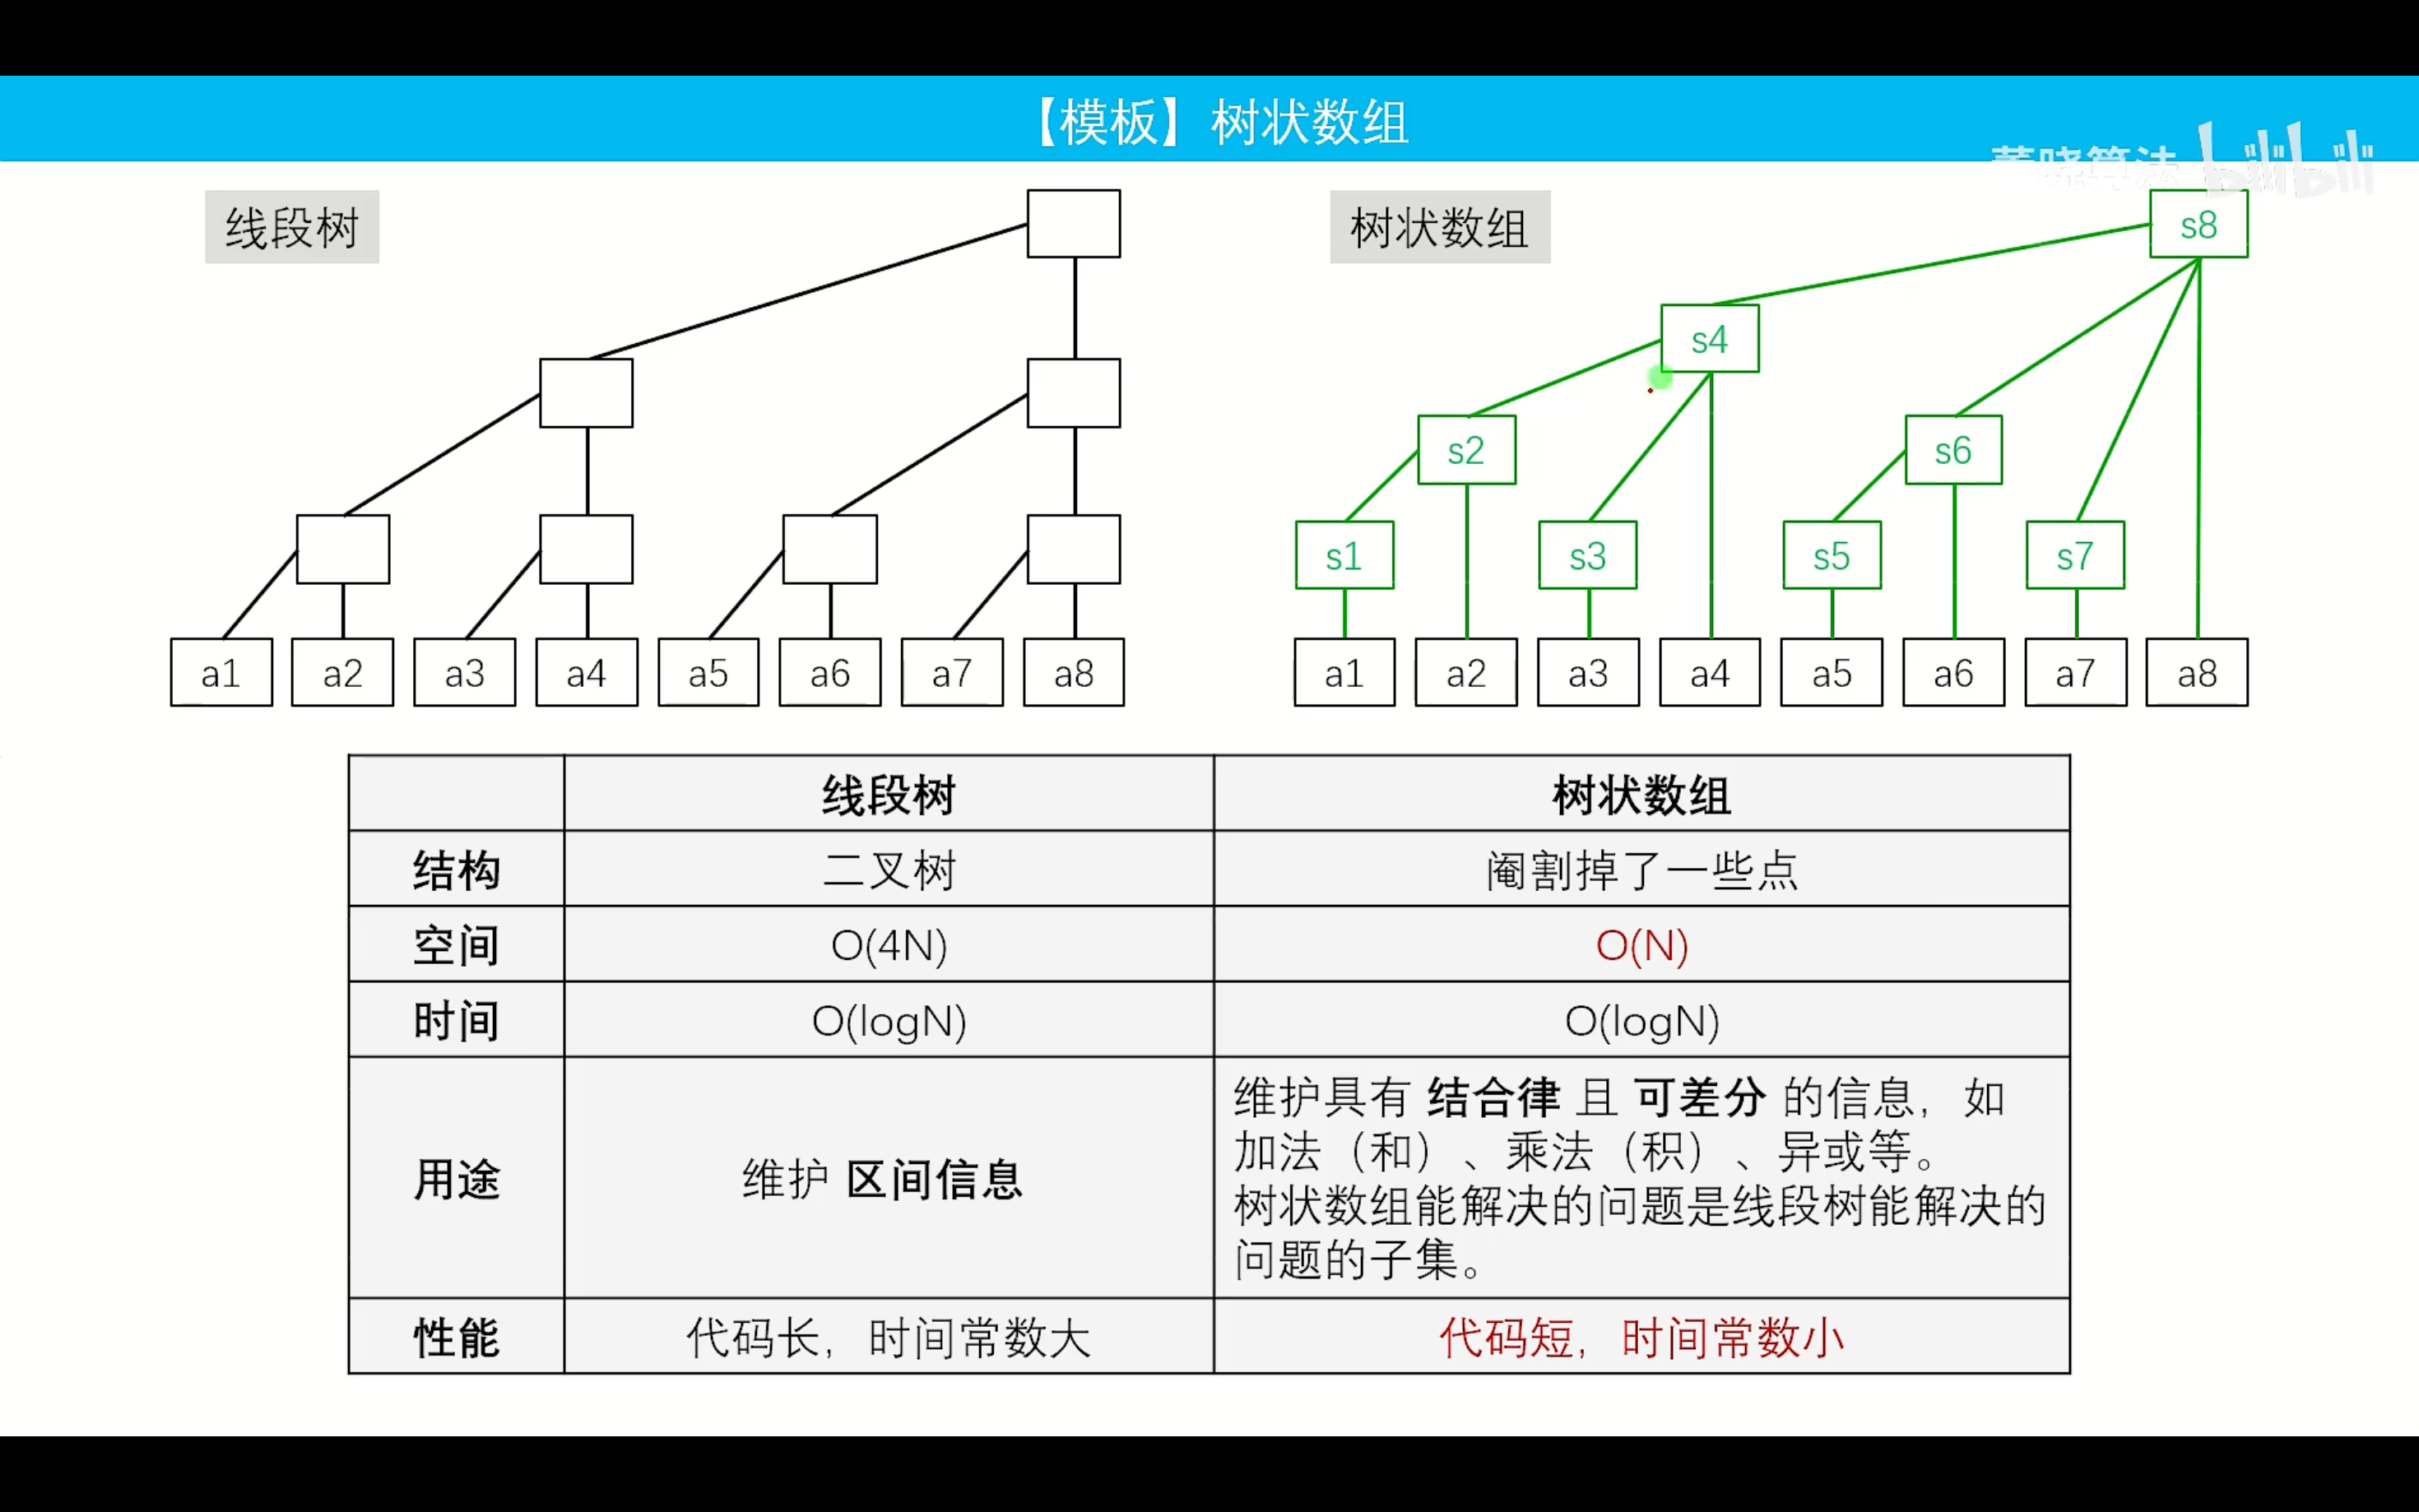 【模板】树状数组
董晓算法 bilibili
线段树
a1 a2 a3 a4 a5 a6 a7 a8
树状数组
s8
s4
s2 s6
s1 s3 s5 s7
a1 a2 a3 a4 a5 a6 a7 a8
线段树 树状数组
结构 二叉树 阉割掉了一些点
空间 O(4N) O(N)
时间 O(logN) O(logN)
用途 维护 区间信息
维护具有 结合律 且 可差分 的信息，如
加法（和）、乘法（积）、异或等。
树状数组能解决的问题是线段树能解决的
问题的子集。
性能 代码长，时间常数大 代码短，时间常数小